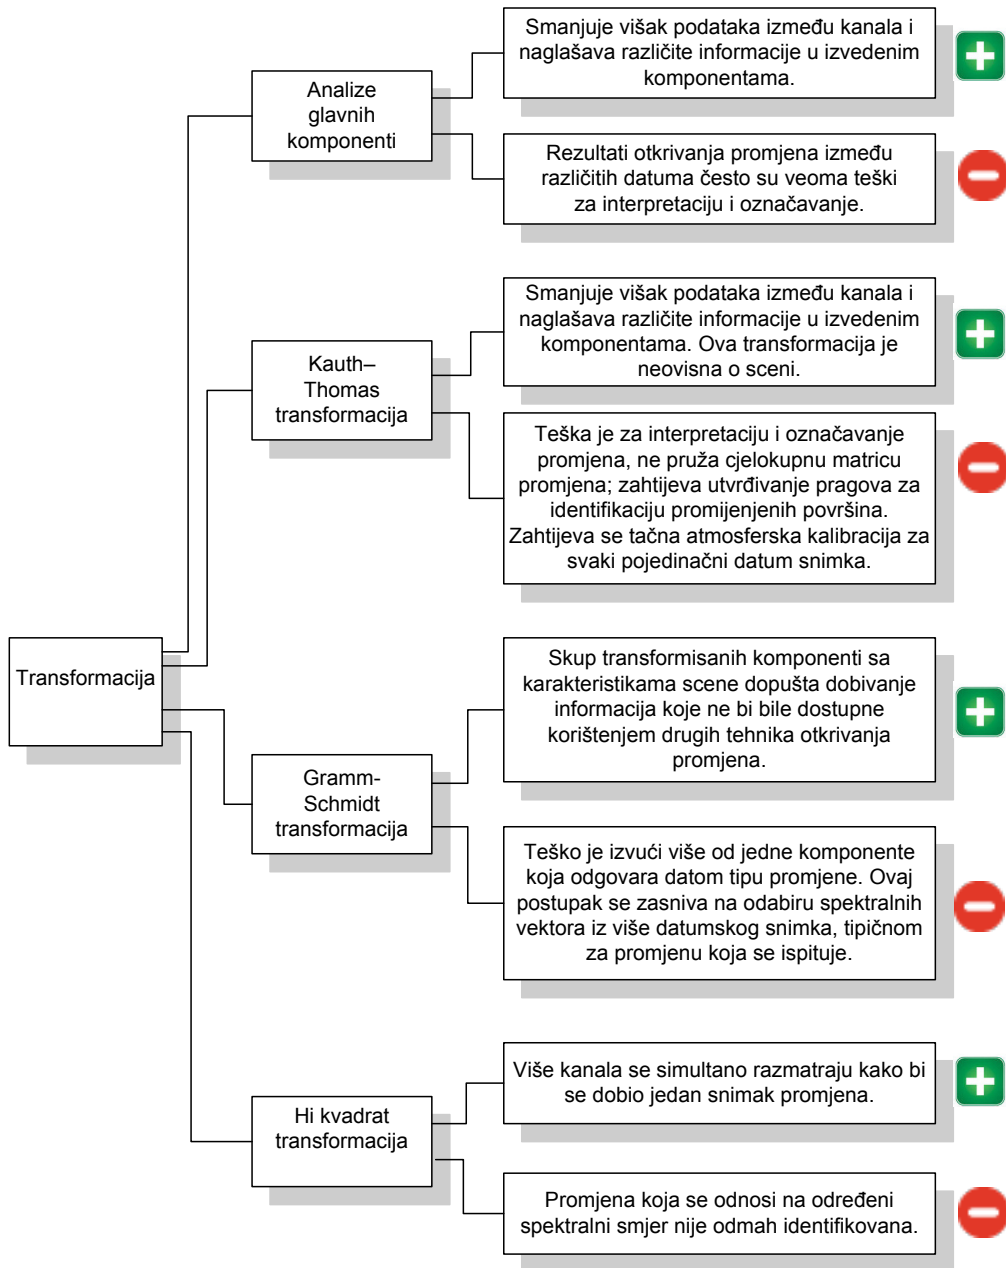 Transformacija
Analize
glavnih
komponenti
Smanjuje višak podataka između kanala i
naglašava različite informacije u izvedenim
komponentama.
Rezultati otkrivanja promjena između
različitih datuma često su veoma teški
za interpretaciju i označavanje.
Kauth–
Thomas
transformacija
Smanjuje višak podataka između kanala i
naglašava različite informacije u izvedenim
komponentama. Ova transformacija je
neovisna o sceni.
Teška je za interpretaciju i označavanje
promjena, ne pruža cjelokupnu matricu
promjena; zahtijeva utvrđivanje pragova za
identifikaciju promijenjenih površina.
Zahtijeva se tačna atmosferska kalibracija za
svaki pojedinačni datum snimka.
Gramm-
Schmidt
transformacija
Skup transformisanih komponenti sa
karakteristikama scene dopušta dobivanje
informacija koje ne bi bile dostupne
korištenjem drugih tehnika otkrivanja
promjena.
Teško je izvući više od jedne komponente
koja odgovara datom tipu promjene. Ovaj
postupak se zasniva na odabiru spektralnih
vektora iz više datumskog snimka, tipičnom
za promjenu koja se ispituje.
Hi kvadrat
transformacija
Više kanala se simultano razmatraju kako bi
se dobio jedan snimak promjena.
Promjena koja se odnosi na određeni
spektralni smjer nije odmah identifikovana.